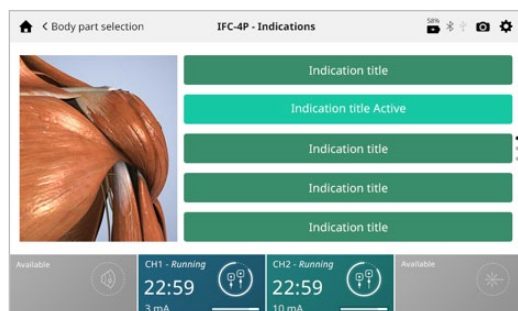 58%
< Body part selection IFC-4P - Indications
Indication title
Indication title Active
Indication title
Indication title
Indication title
Available CH1 - Running CH2 - Running Available
22:59 22:59
3 mA 10 mA